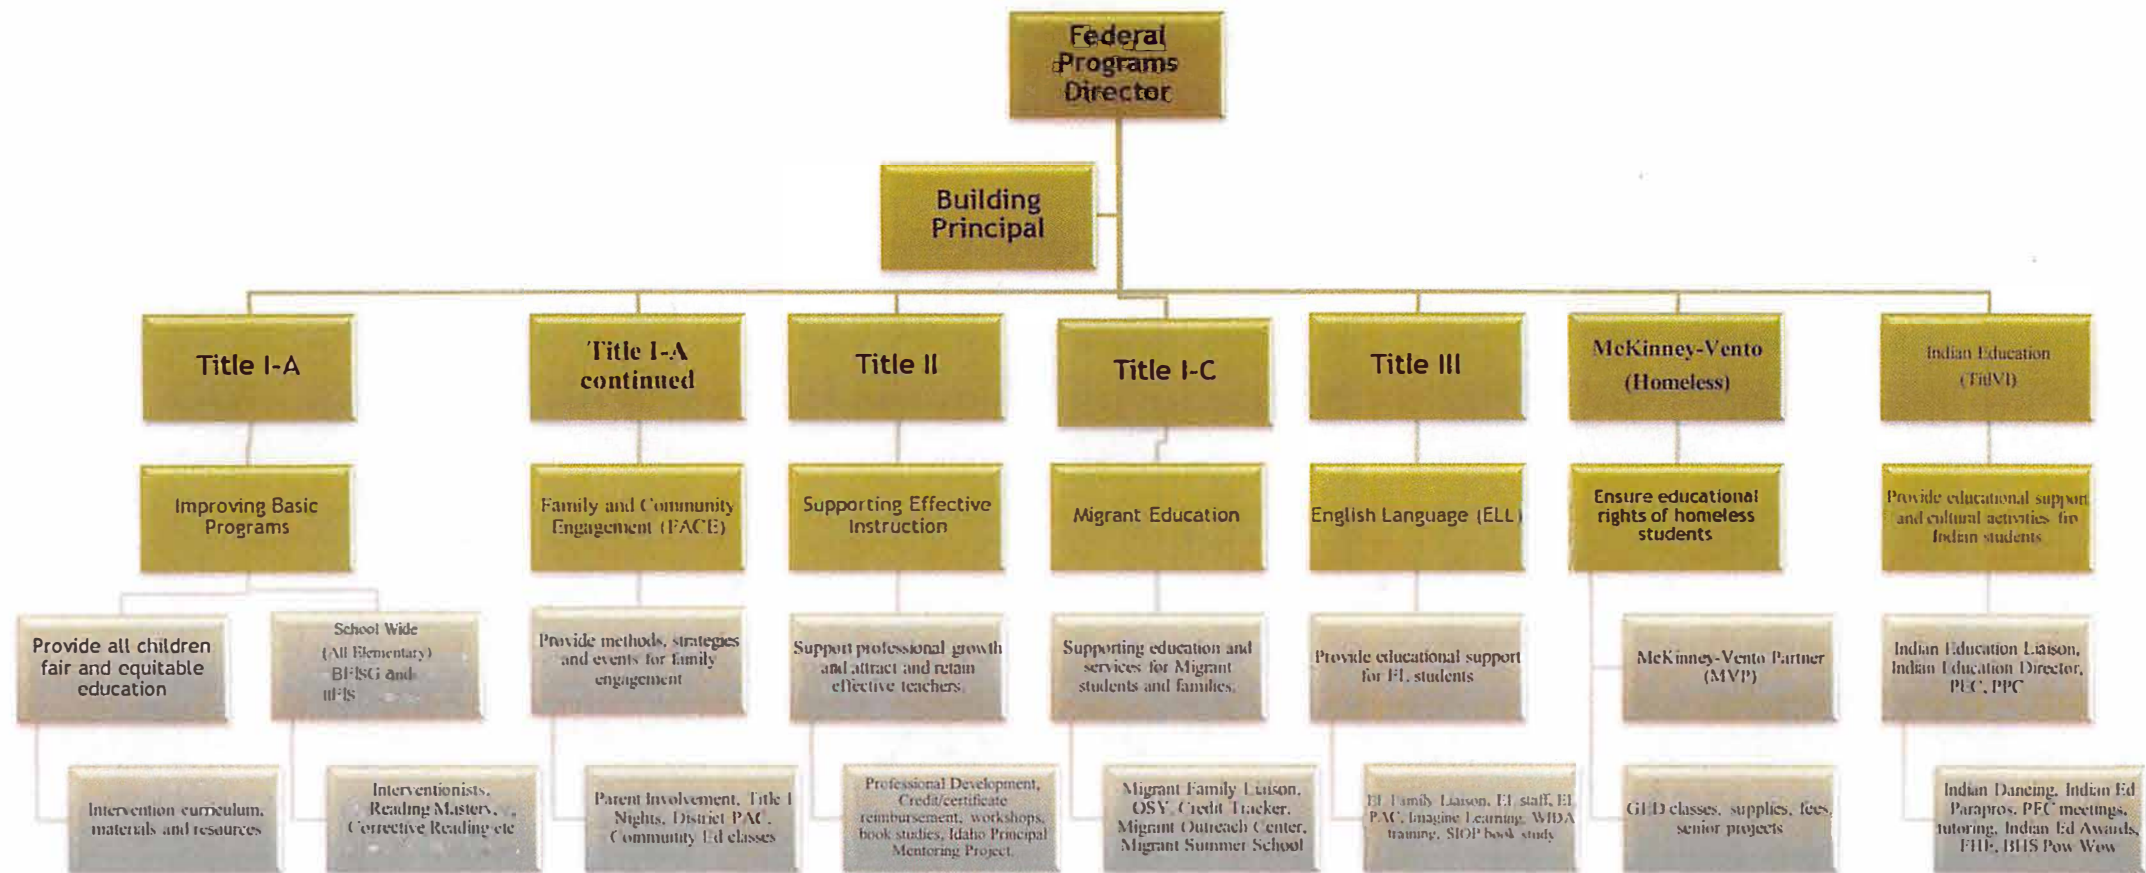 Federal
Programs
Director
Building
Principal
Title I-A
Title I-A
continued
Title II
Title I-C
Title III
McKinney-Vento
(Homeless)
Indian Education
(TitlVI)
Improving Basic
Programs
Family and Community
Engagement (FACE)
Supporting Effective
Instruction
Migrant Education
English Language (ELL)
Ensure educational
rights of homeless
students
Provide educational support
and cultural activities for
Indian students
Provide all children
fair and equitable
education
School Wide
(All Elementary)
and
Provide methods, strategies
and events for family
engagement
Support professional growth
and attract and retain
effective teachers.
Supporting education and
services for Migrant
students and families.
Provide educational support
for EL students
McKinney-Vento Partner
(MVP)
Indian Education Liaison,
Indian Education Director,
PEC, PPC
Intervention curriculum,
materials and resources
Interventionists,
Reading Mastery,
Corrective Reading etc
Parent Involvement, Title I
Nights, District PAC,
Community Ed classes
Professional Development,
Credit/certificate
reimbursement, workshops,
book studies, Idaho Principal
Mentoring Project.
Migrant Family Liaison,
OSY, Credit Tracker,
Migrant Outreach Center,
Migrant Summer School
EL Family Liaison, EL staff, EL
PAC, Imagine Learning, WIDA
training, SIOP book study
GED classes, supplies, fees,
senior projects
Indian Dancing, Indian Ed
Parapros, PEC meetings,
tutoring, Indian Ed Awards,
BHS Pow Wow